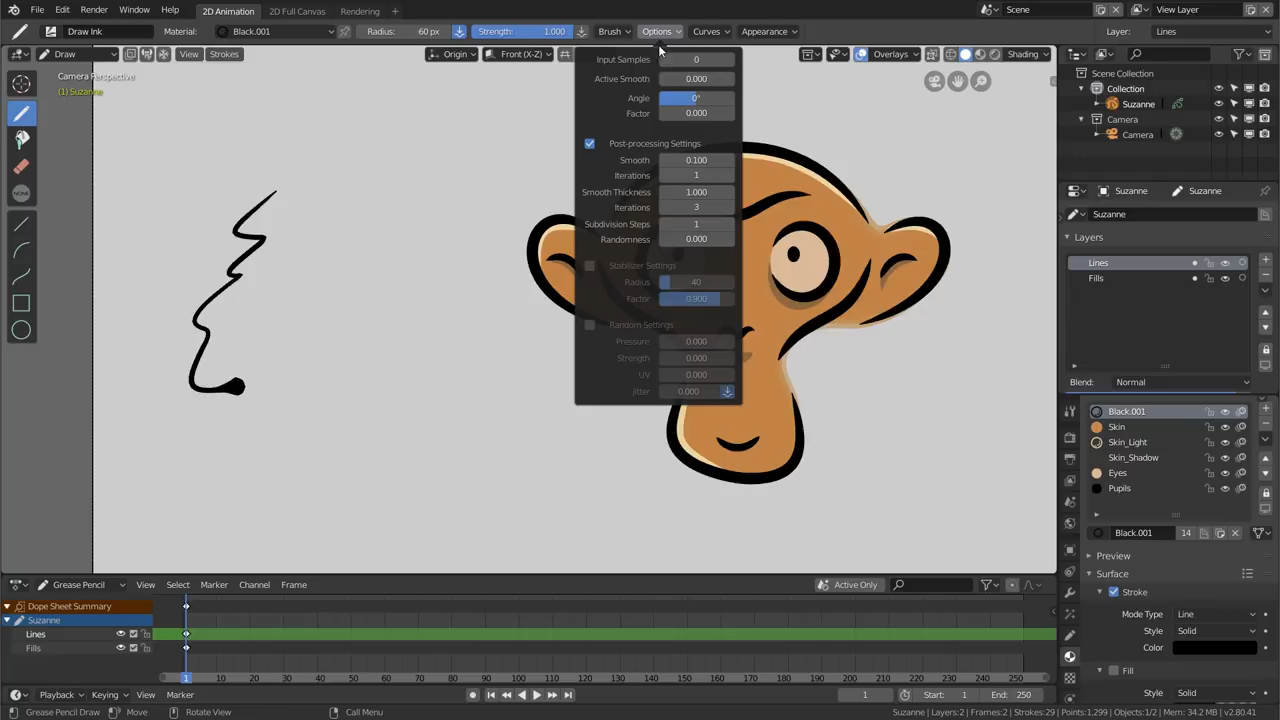 File Edit Render Window Help 2D Animation 2D Full Canvas Rendering + Scene View Layer
Draw Ink Material: Black.001 Radius: 60 px Strength: 1.000 Brush Options Curves Appearance Layer: Lines
Draw View Strokes Origin Front (X-Z) Overlays Shading
Camera Perspective
(1) Suzanne
NONE
Input Samples 0
Active Smooth 0.000
Angle 0°
Factor 0.000
Post-processing Settings
Smooth 0.100
Iterations 1
Smooth Thickness 1.000
Iterations 3
Subdivision Steps 1
Randomness 0.000
Stabilizer Settings
Radius 40
Factor 0.900
Random Settings
Pressure 0.000
Strength 0.000
UV 0.000
Jitter 0.000
Scene Collection
Collection
Suzanne
Camera
Camera
Suzanne Suzanne
Suzanne
Layers
Lines
Fills
Blend: Normal
Black.001
Skin
Skin_Light
Skin_Shadow
Eyes
Pupils
Black.001 14
Preview
Surface
Stroke
Mode Type Line
Style Solid
Color
Fill
Style Solid
Grease Pencil View Select Marker Channel Frame Active Only
Dope Sheet Summary
Suzanne
Lines
Fills
1 10 20 30 40 50 60 70 80 90 100 110 120 130 140 150 160 170 180 190 200 210 220 230 240 250
Playback Keying View Marker 1 Start: 1 End: 250
Grease Pencil Draw Move Rotate View Call Menu Suzanne | Layers:2 | Frames:2 | Strokes:29 | Points:1,299 | Objects:1/2 | Mem: 34.2 MB | v2.80.41